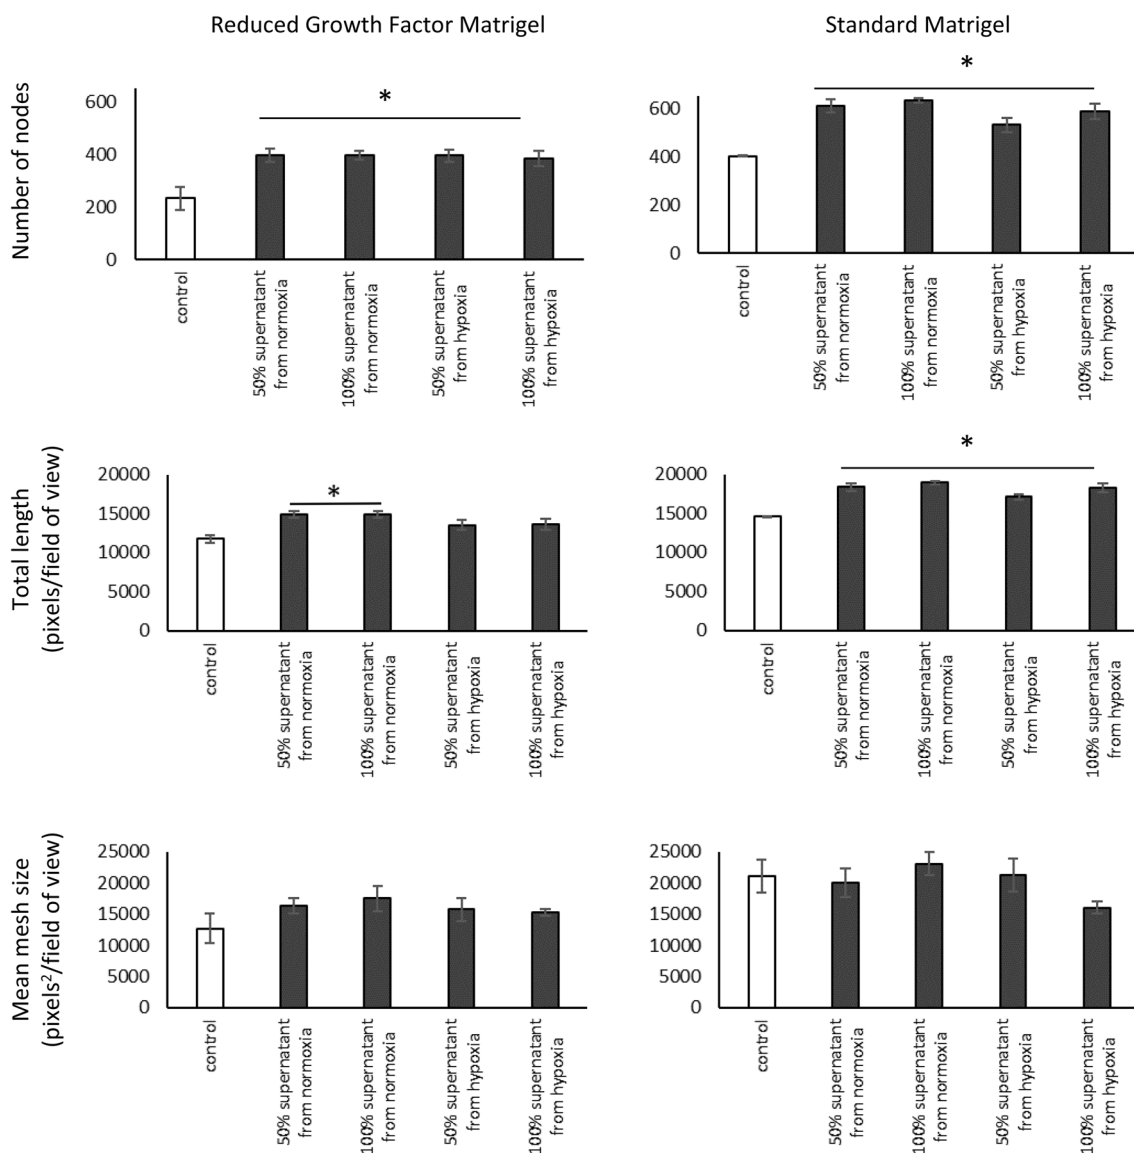 Reduced Growth Factor Matrigel
Standard Matrigel
Number of nodes
600
400
200
0
*
control
50% supernatant
from normoxia
100% supernatant
from normoxia
50% supernatant
from hypoxia
100% supernatant
from hypoxia
600
400
200
0
*
control
50% supernatant
from normoxia
100% supernatant
from normoxia
50% supernatant
from hypoxia
100% supernatant
from hypoxia
Total length
(pixels/field of view)
20000
15000
10000
5000
0
*
control
50% supernatant
from normoxia
100% supernatant
from normoxia
50% supernatant
from hypoxia
100% supernatant
from hypoxia
20000
15000
10000
5000
0
*
control
50% supernatant
from normoxia
100% supernatant
from normoxia
50% supernatant
from hypoxia
100% supernatant
from hypoxia
Mean mesh size
(pixels²/field of view)
25000
20000
15000
10000
5000
0
control
50% supernatant
from normoxia
100% supernatant
from normoxia
50% supernatant
from hypoxia
100% supernatant
from hypoxia
25000
20000
15000
10000
5000
0
control
50% supernatant
from normoxia
100% supernatant
from normoxia
50% supernatant
from hypoxia
100% supernatant
from hypoxia